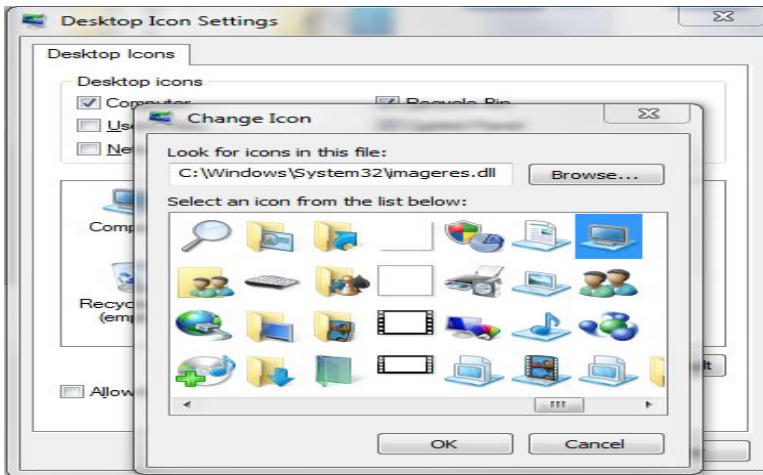 Desktop Icon Settings
Desktop Icons
Desktop icons
Computer
Recycle Bin
Change Icon
Look for icons in this file:
C:\Windows\System32\imageres.dll
Browse...
Select an icon from the list below:
Comp
Recyc
(emp
Allow
OK
Cancel